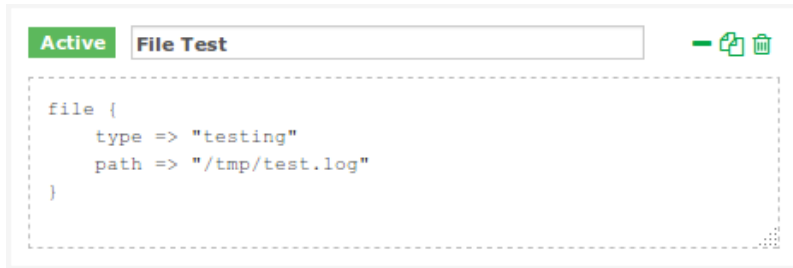 Active File Test
file {
    type => "testing"
    path => "/tmp/test.log"
}